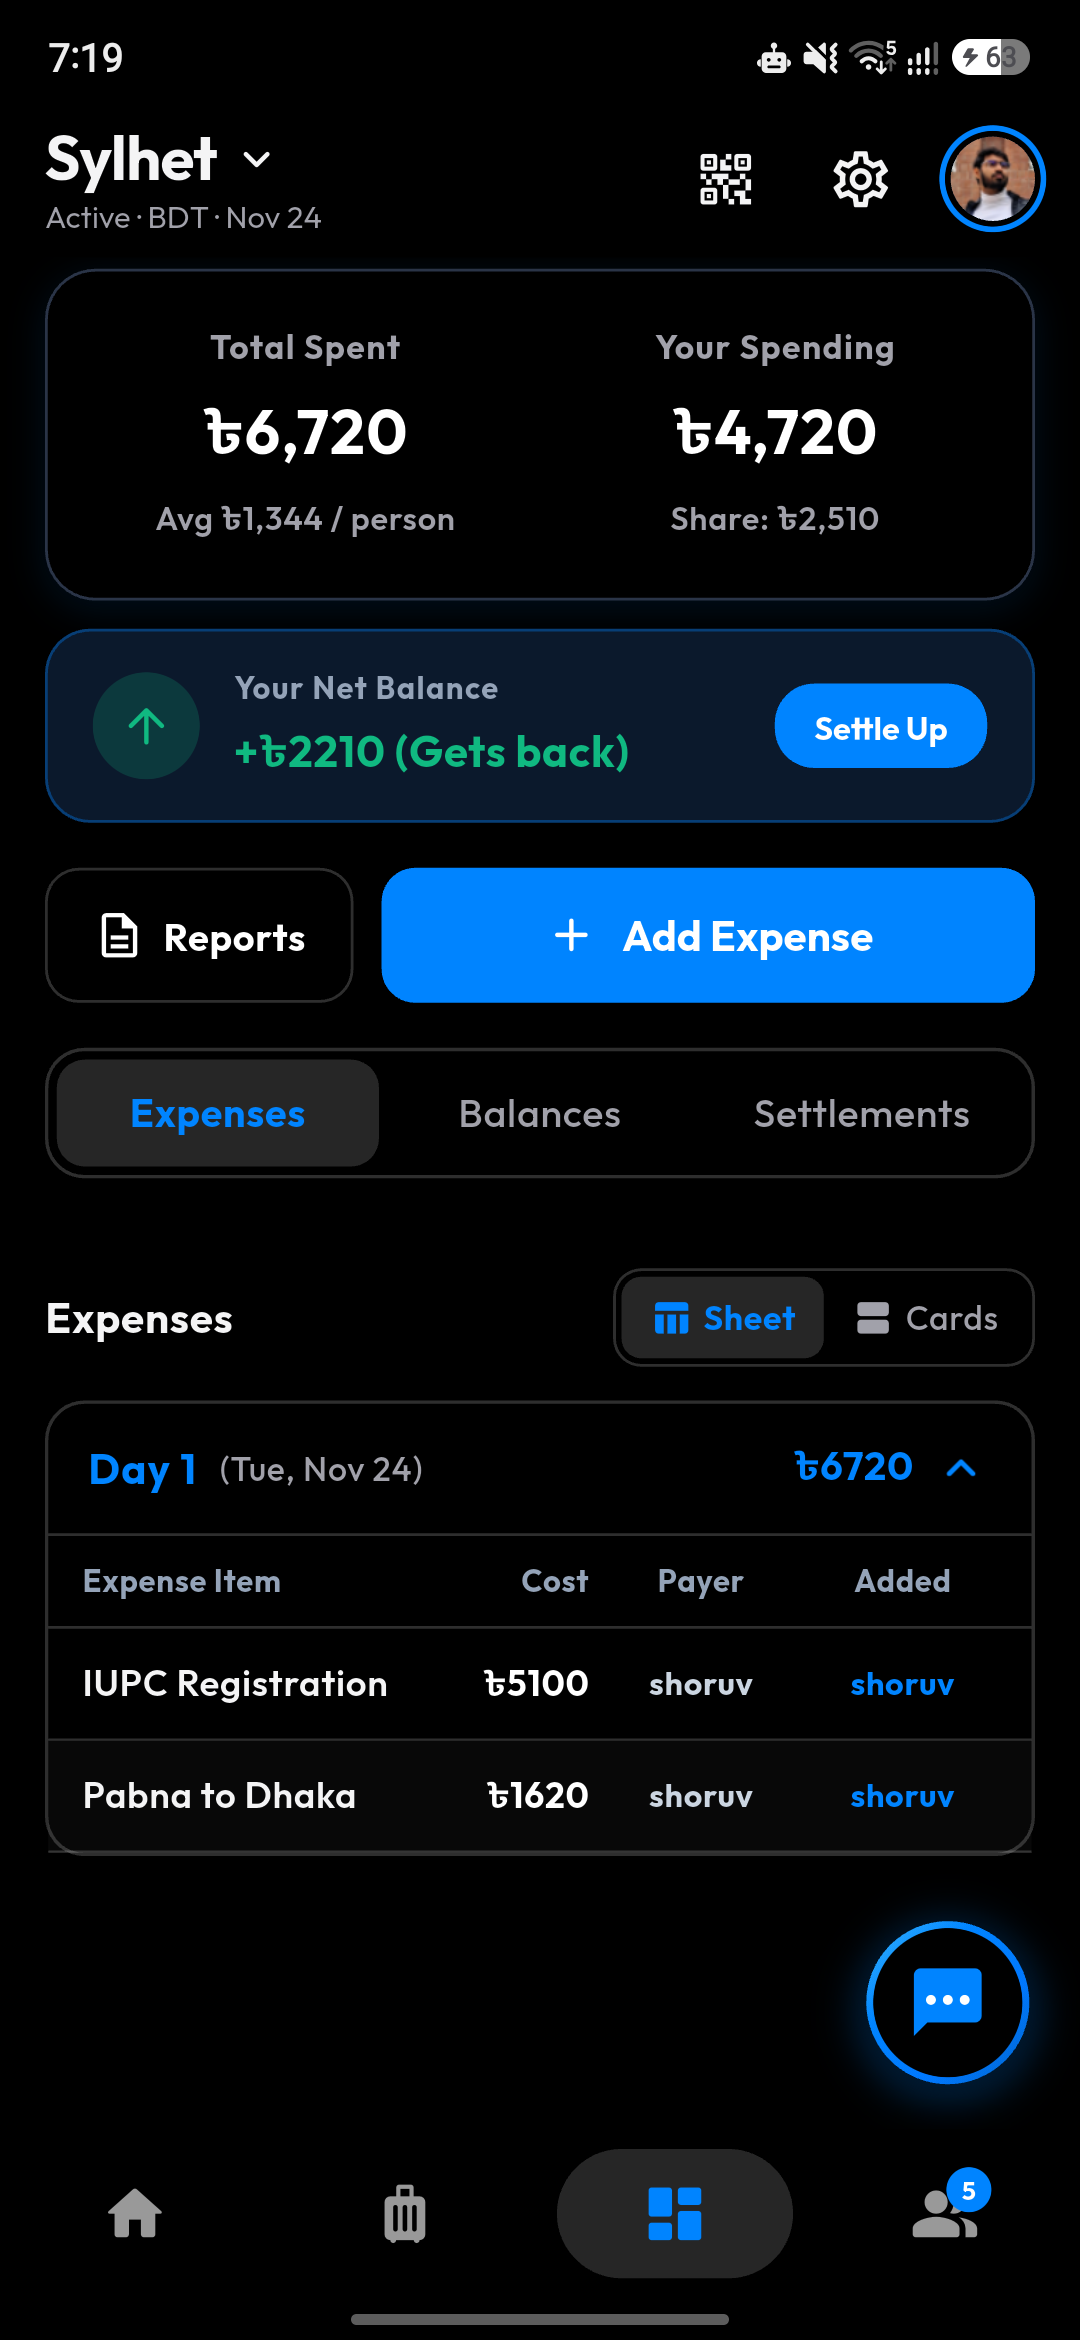 7:19
5
63
Sylhet
Active · BDT · Nov 24
Total Spent
Your Spending
৳6,720
৳4,720
Avg ৳1,344 / person
Share: ৳2,510
Your Net Balance
+৳2210 (Gets back)
Settle Up
Reports
+ Add Expense
Expenses
Balances
Settlements
Expenses
Sheet
Cards
Day 1 (Tue, Nov 24)
৳6720
Expense Item Cost Payer Added
IUPC Registration ৳5100 shoruv shoruv
Pabna to Dhaka ৳1620 shoruv shoruv
5